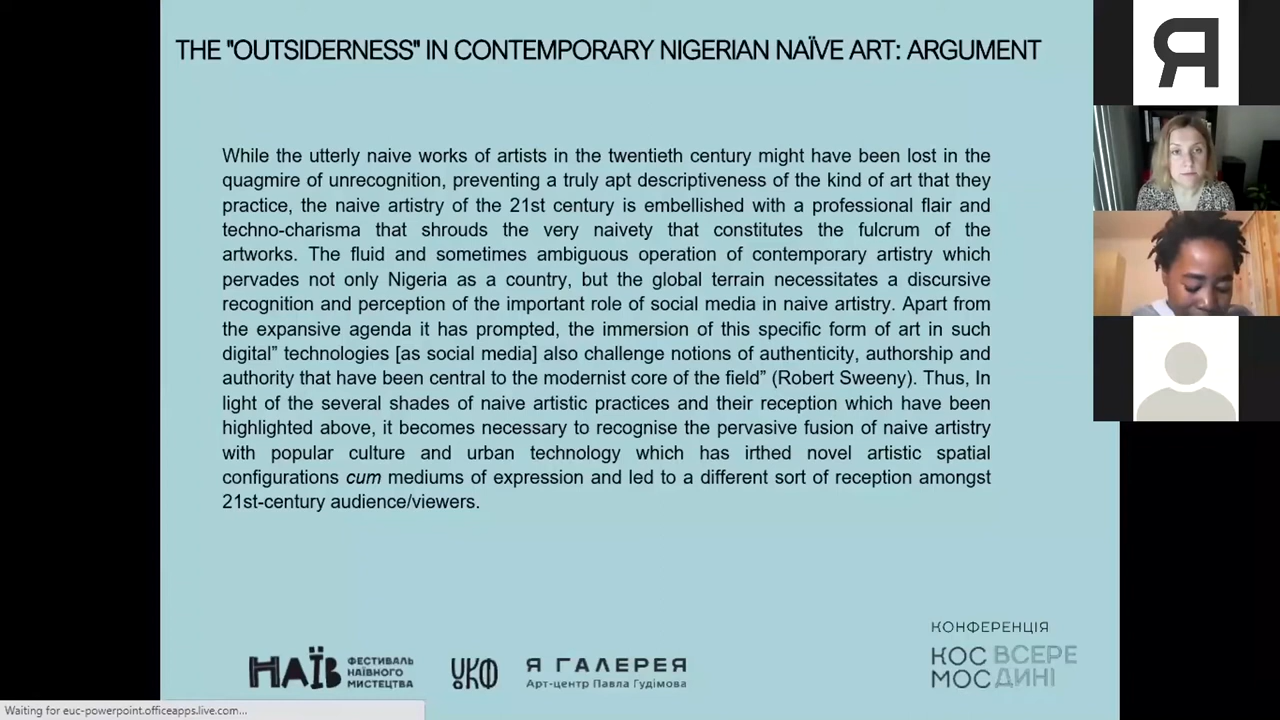 THE "OUTSIDERNESS" IN CONTEMPORARY NIGERIAN NAÏVE ART: ARGUMENT
Я
While the utterly naive works of artists in the twentieth century might have been lost in the
quagmire of unrecognition, preventing a truly apt descriptiveness of the kind of art that they
practice, the naive artistry of the 21st century is embellished with a professional flair and
techno-charisma that shrouds the very naivety that constitutes the fulcrum of the
artworks. The fluid and sometimes ambiguous operation of contemporary artistry which
pervades not only Nigeria as a country, but the global terrain necessitates a discursive
recognition and perception of the important role of social media in naive artistry. Apart from
the expansive agenda it has prompted, the immersion of this specific form of art in such
digital” technologies [as social media] also challenge notions of authenticity, authorship and
authority that have been central to the modernist core of the field” (Robert Sweeny). Thus, In
light of the several shades of naive artistic practices and their reception which have been
highlighted above, it becomes necessary to recognise the pervasive fusion of naive artistry
with popular culture and urban technology which has irthed novel artistic spatial
configurations cum mediums of expression and led to a different sort of reception amongst
21st-century audience/viewers.
НАЇВ
ФЕСТИВАЛЬ
НАЇВНОГО
МИСТЕЦТВА
УКФ
Я ГАЛЕРЕЯ
Арт-центр Павла Гудімова
КОНФЕРЕНЦІЯ
КОС ВСЕРЕ
МОС ДИНІ
Waiting for euc-powerpoint.officeapps.live.com...